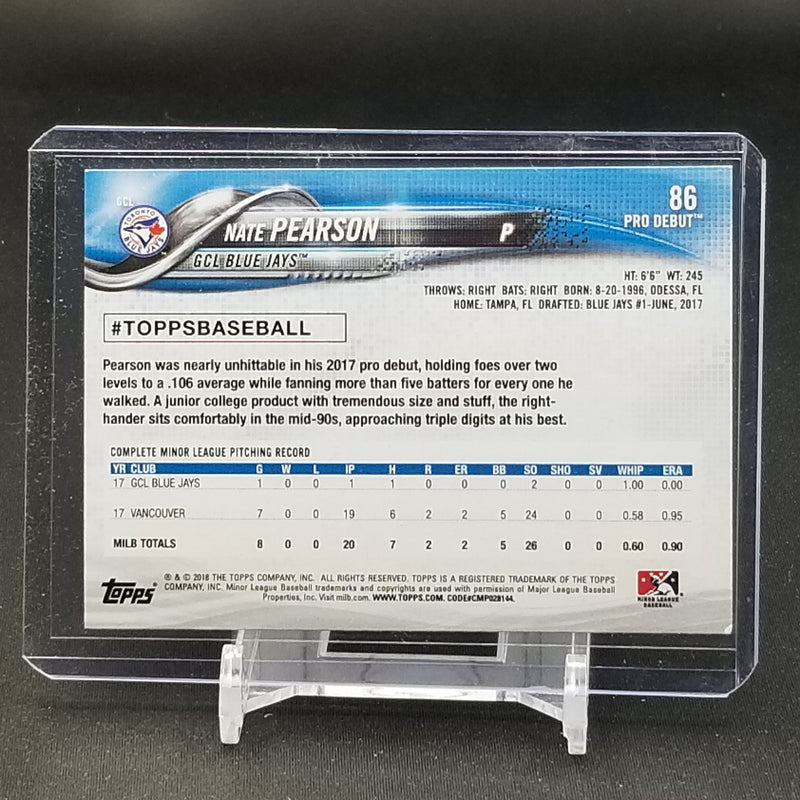 86
PRO DEBUT™
GCL
TORONTO
BLUE JAYS
NATE PEARSON
P
GCL BLUE JAYS™
HT: 6'6" WT: 245
THROWS: RIGHT BATS: RIGHT BORN: 8-20-1996, ODESSA, FL
HOME: TAMPA, FL DRAFTED: BLUE JAYS #1-JUNE, 2017
#TOPPSBASEBALL
Pearson was nearly unhittable in his 2017 pro debut, holding foes over two
levels to a .106 average while fanning more than five batters for every one he
walked. A junior college product with tremendous size and stuff, the right-
hander sits comfortably in the mid-90s, approaching triple digits at his best.
COMPLETE MINOR LEAGUE PITCHING RECORD
YR CLUB G W L IP H R ER BB SO SHO SV WHIP ERA
17 GCL BLUE JAYS 1 0 0 1 1 0 0 0 2 0 0 1.00 0.00
17 VANCOUVER 7 0 0 19 6 2 2 5 24 0 0 0.58 0.95
MILB TOTALS 8 0 0 20 7 2 2 5 26 0 0 0.60 0.90
Topps®
® & © 2018 THE TOPPS COMPANY, INC. ALL RIGHTS RESERVED. TOPPS IS A REGISTERED TRADEMARK OF THE TOPPS
COMPANY, INC. Minor League trademarks and copyrights are used with permission of Major League Baseball
Properties, Inc. Visit milb.com. WWW.TOPPS.COM. CODE#CMP028144.
MINOR LEAGUE
BASEBALL